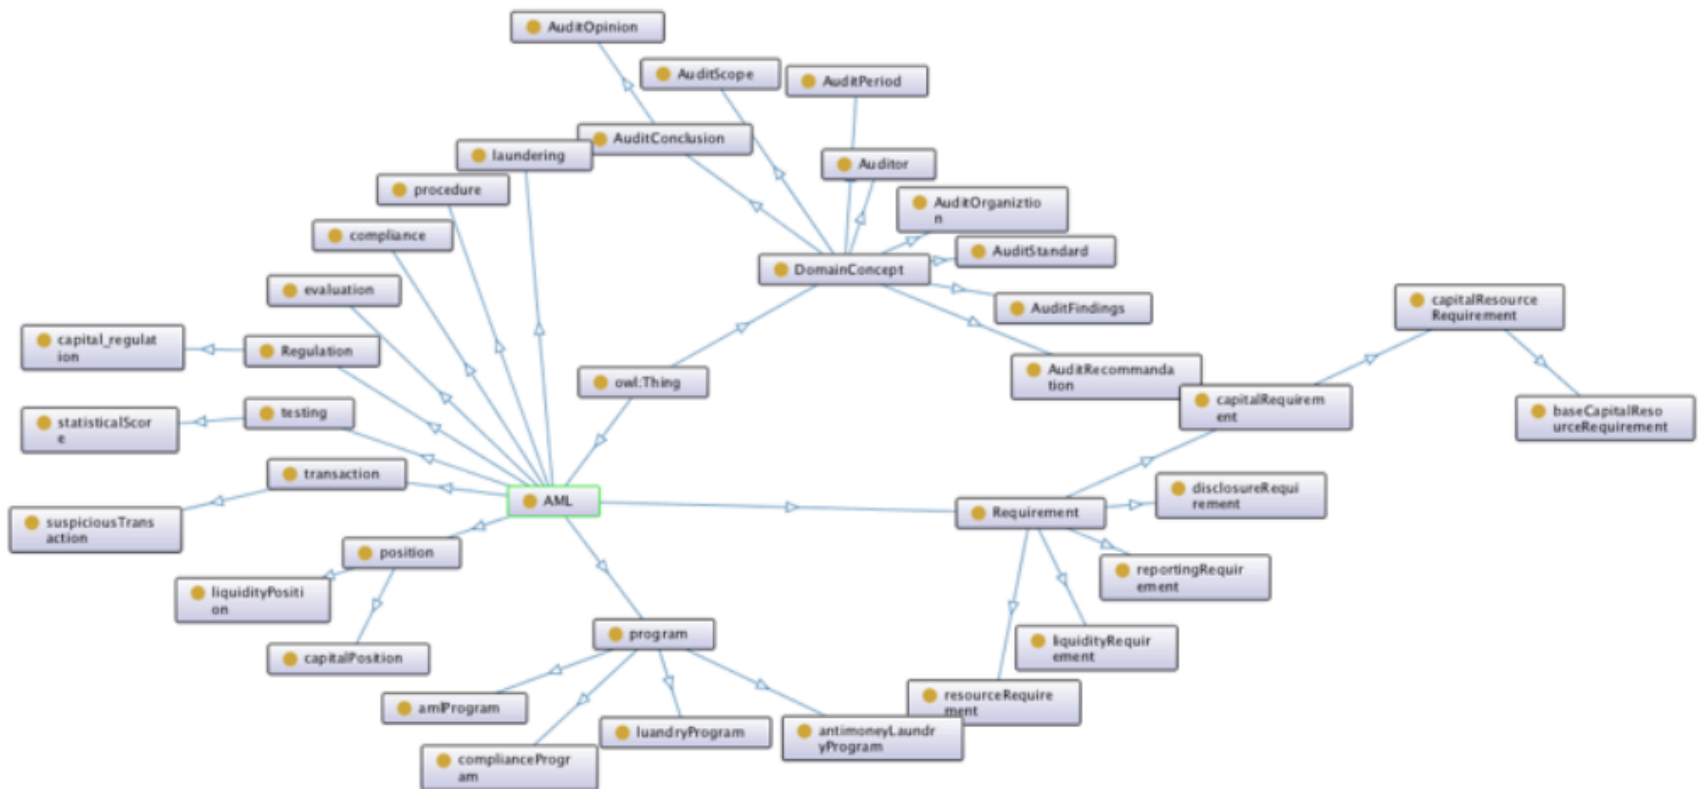 AuditOpinion
AuditScope
AuditPeriod
AuditConclusion
laundering
Auditor
procedure
AuditOrganiztio
n
compliance
AuditStandard
DomainConcept
evaluation
AuditFindings
capitalResource
Requirement
capital_regulat
ion
Regulation
owl:Thing
AuditRecommanda
tion
capitalRequirem
ent
baseCapitalReso
urceRequirement
testing
statisticalScor
e
transaction
AML
disclosureRequi
rement
Requirement
suspiciousTrans
action
position
reportingRequir
ement
liquidityPositi
on
program
liquidityRequir
ement
capitalPosition
resourceRequire
ment
amlProgram
luandryProgram
antimoneyLaundr
yProgram
complianceProgr
am